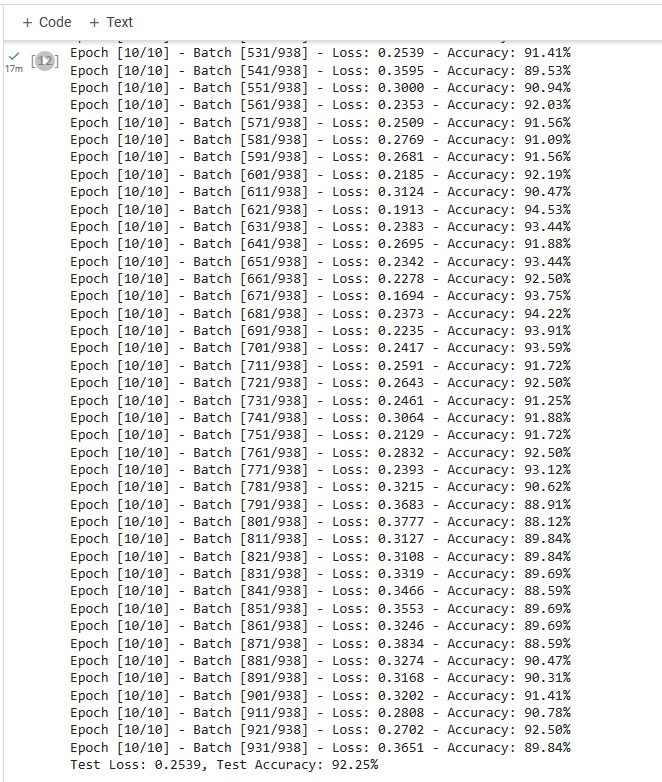 + Code + Text
Epoch [10/10] - Batch [531/938] - Loss: 0.2539 - Accuracy: 91.41%
17m [12]
Epoch [10/10] - Batch [541/938] - Loss: 0.3595 - Accuracy: 89.53%
Epoch [10/10] - Batch [551/938] - Loss: 0.3000 - Accuracy: 90.94%
Epoch [10/10] - Batch [561/938] - Loss: 0.2353 - Accuracy: 92.03%
Epoch [10/10] - Batch [571/938] - Loss: 0.2509 - Accuracy: 91.56%
Epoch [10/10] - Batch [581/938] - Loss: 0.2769 - Accuracy: 91.09%
Epoch [10/10] - Batch [591/938] - Loss: 0.2681 - Accuracy: 91.56%
Epoch [10/10] - Batch [601/938] - Loss: 0.2185 - Accuracy: 92.19%
Epoch [10/10] - Batch [611/938] - Loss: 0.3124 - Accuracy: 90.47%
Epoch [10/10] - Batch [621/938] - Loss: 0.1913 - Accuracy: 94.53%
Epoch [10/10] - Batch [631/938] - Loss: 0.2383 - Accuracy: 93.44%
Epoch [10/10] - Batch [641/938] - Loss: 0.2695 - Accuracy: 91.88%
Epoch [10/10] - Batch [651/938] - Loss: 0.2342 - Accuracy: 93.44%
Epoch [10/10] - Batch [661/938] - Loss: 0.2278 - Accuracy: 92.50%
Epoch [10/10] - Batch [671/938] - Loss: 0.1694 - Accuracy: 93.75%
Epoch [10/10] - Batch [681/938] - Loss: 0.2373 - Accuracy: 94.22%
Epoch [10/10] - Batch [691/938] - Loss: 0.2235 - Accuracy: 93.91%
Epoch [10/10] - Batch [701/938] - Loss: 0.2417 - Accuracy: 93.59%
Epoch [10/10] - Batch [711/938] - Loss: 0.2591 - Accuracy: 91.72%
Epoch [10/10] - Batch [721/938] - Loss: 0.2643 - Accuracy: 92.50%
Epoch [10/10] - Batch [731/938] - Loss: 0.2461 - Accuracy: 91.25%
Epoch [10/10] - Batch [741/938] - Loss: 0.3064 - Accuracy: 91.88%
Epoch [10/10] - Batch [751/938] - Loss: 0.2129 - Accuracy: 91.72%
Epoch [10/10] - Batch [761/938] - Loss: 0.2832 - Accuracy: 92.50%
Epoch [10/10] - Batch [771/938] - Loss: 0.2393 - Accuracy: 93.12%
Epoch [10/10] - Batch [781/938] - Loss: 0.3215 - Accuracy: 90.62%
Epoch [10/10] - Batch [791/938] - Loss: 0.3683 - Accuracy: 88.91%
Epoch [10/10] - Batch [801/938] - Loss: 0.3777 - Accuracy: 88.12%
Epoch [10/10] - Batch [811/938] - Loss: 0.3127 - Accuracy: 89.84%
Epoch [10/10] - Batch [821/938] - Loss: 0.3108 - Accuracy: 89.84%
Epoch [10/10] - Batch [831/938] - Loss: 0.3319 - Accuracy: 89.69%
Epoch [10/10] - Batch [841/938] - Loss: 0.3466 - Accuracy: 88.59%
Epoch [10/10] - Batch [851/938] - Loss: 0.3553 - Accuracy: 89.69%
Epoch [10/10] - Batch [861/938] - Loss: 0.3246 - Accuracy: 89.69%
Epoch [10/10] - Batch [871/938] - Loss: 0.3834 - Accuracy: 88.59%
Epoch [10/10] - Batch [881/938] - Loss: 0.3274 - Accuracy: 90.47%
Epoch [10/10] - Batch [891/938] - Loss: 0.3168 - Accuracy: 90.31%
Epoch [10/10] - Batch [901/938] - Loss: 0.3202 - Accuracy: 91.41%
Epoch [10/10] - Batch [911/938] - Loss: 0.2808 - Accuracy: 90.78%
Epoch [10/10] - Batch [921/938] - Loss: 0.2702 - Accuracy: 92.50%
Epoch [10/10] - Batch [931/938] - Loss: 0.3651 - Accuracy: 89.84%
Test Loss: 0.2539, Test Accuracy: 92.25%